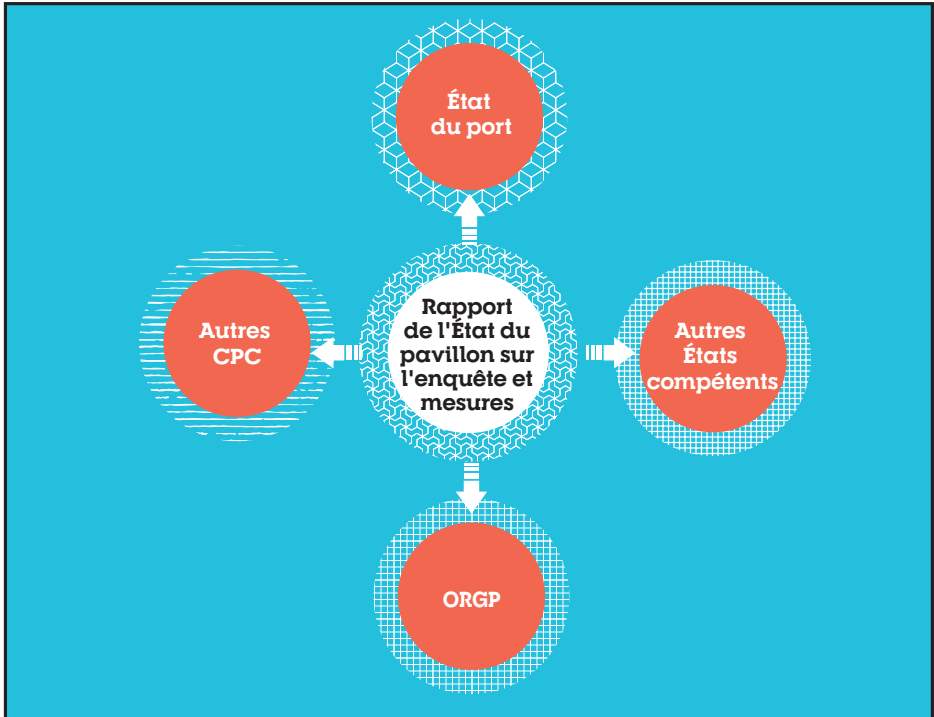 État
du port
Autres
CPC
Rapport
de l'État du
pavillon sur
l'enquête et
mesures
Autres
États
compétents
ORGP